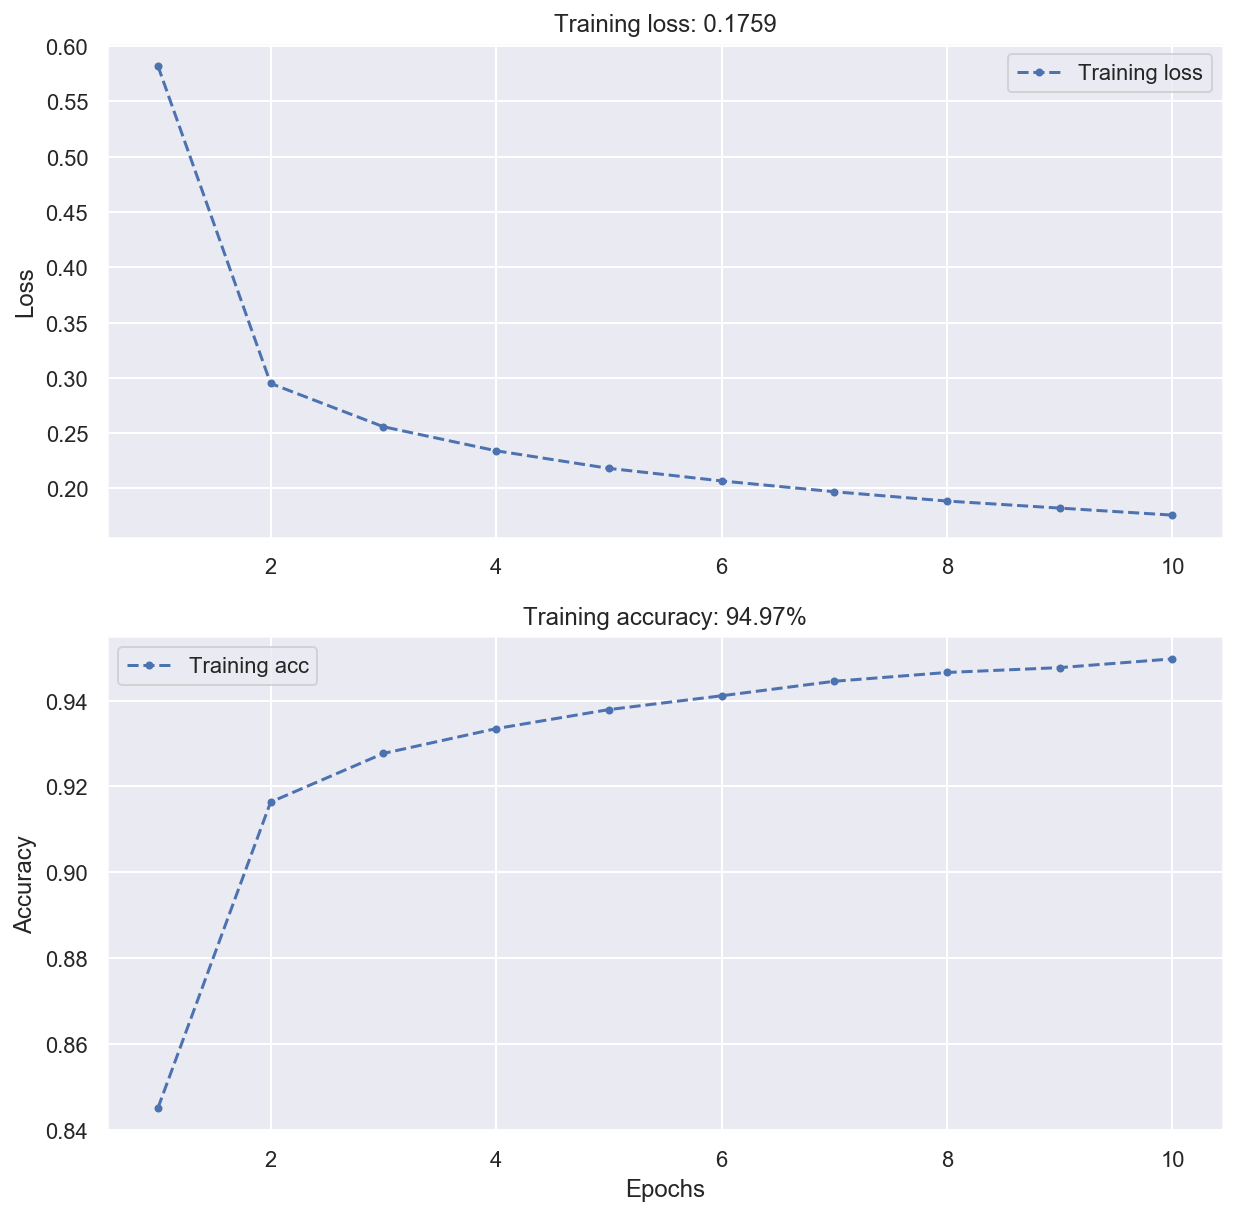 Training loss: 0.1759
0.60
Training loss
0.55
0.50
0.45
0.40
0.35
0.30
0.25
0.20
Loss
2 4 6 8 10
Training accuracy: 94.97%
Training acc
0.94
0.92
0.90
0.88
0.86
0.84
Accuracy
2 4 6 8 10
Epochs